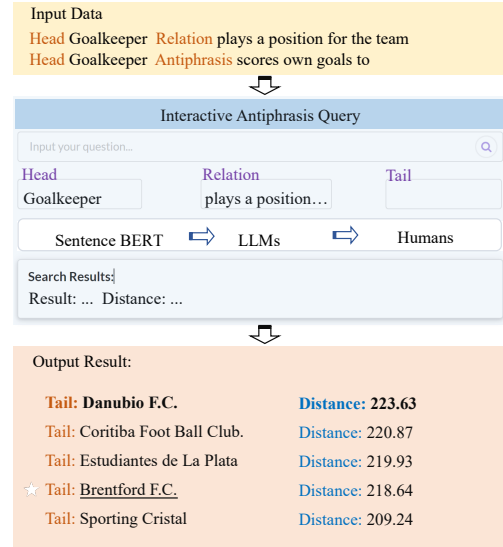 Input Data
Head Goalkeeper Relation plays a position for the team
Head Goalkeeper Antiphrasis scores own goals to
Interactive Antiphrasis Query
Input your question...
Head Relation Tail
Goalkeeper plays a position...
Sentence BERT LLMs Humans
Search Results:
Result: ... Distance: ...
Output Result:
Tail: Danubio F.C. Distance: 223.63
Tail: Coritiba Foot Ball Club. Distance: 220.87
Tail: Estudiantes de La Plata Distance: 219.93
Tail: Brentford F.C. Distance: 218.64
Tail: Sporting Cristal Distance: 209.24